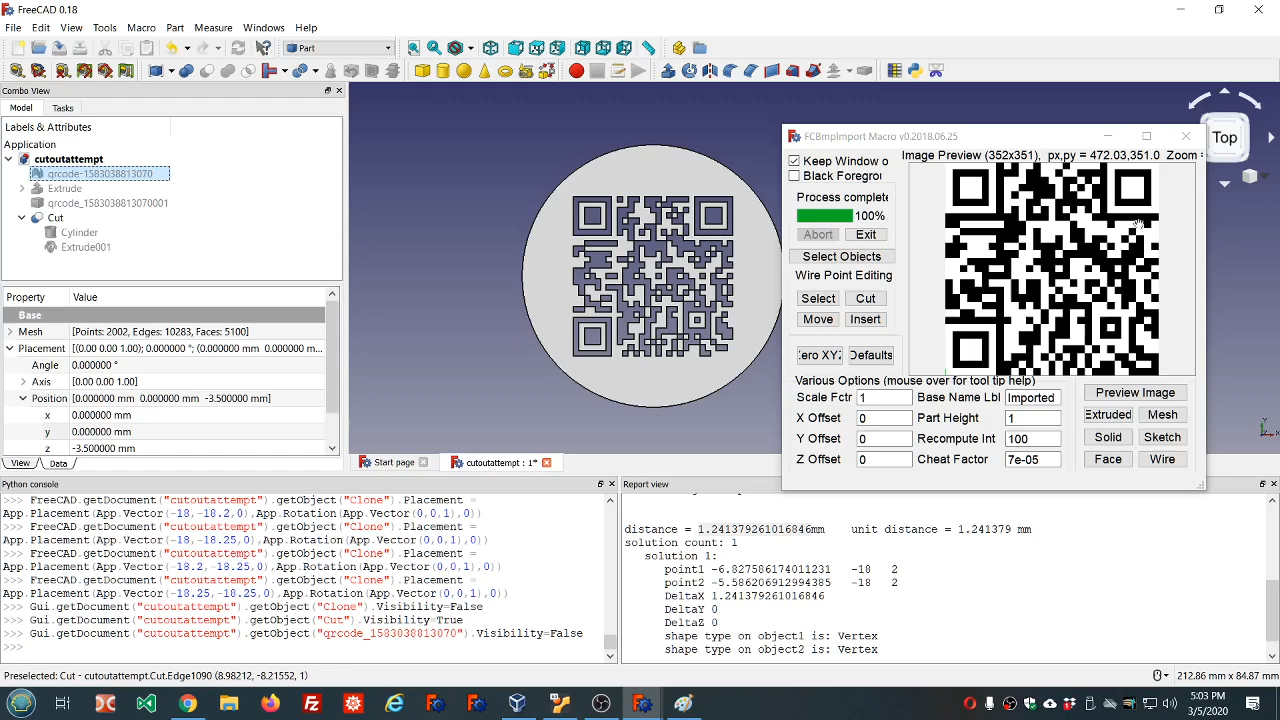 FreeCAD 0.18
File Edit View Tools Macro Part Measure Windows Help
Part
Combo View
Model Tasks
Labels & Attributes
Application
cutoutattempt
qrcode-1583038813070
Extrude
qrcode_1583038813070001
Cut
Cylinder
Extrude001
Property Value
Base
Mesh [Points: 2002, Edges: 10283, Faces: 5100]
Placement [(0.00 0.00 1.00); 0.000000 °; (0.000000 mm 0.000000 m...
Angle 0.000000 °
Axis [0.00 0.00 1.00]
Position [0.000000 mm 0.000000 mm -3.500000 mm]
x 0.000000 mm
y 0.000000 mm
z -3.500000 mm
View Data
Top
FCBmpImport Macro v0.2018.06.25
Keep Window o
Black Foregrou
Image Preview (352x351), px,py = 472.03,351.0 Zoom :
Process complete
100%
Abort Exit
Select Objects
Wire Point Editing
Select Cut
Move Insert
Zero XYZ Defaults
Various Options (mouse over for tool tip help)
Scale Fctr 1 Base Name Lbl Imported
X Offset 0 Part Height 1
Y Offset 0 Recompute Int 100
Z Offset 0 Cheat Factor 7e-05
Preview Image
Extruded Mesh
Solid Sketch
Face Wire
Start page cutoutattempt : 1*
Python console
>>> FreeCAD.getDocument("cutoutattempt").getObject("Clone").Placement =
App.Placement(App.Vector(-18,-18.2,0),App.Rotation(App.Vector(0,0,1),0))
>>> FreeCAD.getDocument("cutoutattempt").getObject("Clone").Placement =
App.Placement(App.Vector(-18,-18.25,0),App.Rotation(App.Vector(0,0,1),0))
>>> FreeCAD.getDocument("cutoutattempt").getObject("Clone").Placement =
App.Placement(App.Vector(-18.2,-18.25,0),App.Rotation(App.Vector(0,0,1),0))
>>> FreeCAD.getDocument("cutoutattempt").getObject("Clone").Placement =
App.Placement(App.Vector(-18.25,-18.25,0),App.Rotation(App.Vector(0,0,1),0))
>>> Gui.getDocument("cutoutattempt").getObject("Clone").Visibility=False
>>> Gui.getDocument("cutoutattempt").getObject("Cut").Visibility=True
>>> Gui.getDocument("cutoutattempt").getObject("qrcode_1583038813070").Visibility=False
>>>
Report view
distance = 1.241379261016846mm unit distance = 1.241379 mm
solution count: 1
solution 1:
point1 -6.827586174011231 -18 2
point2 -5.586206912994385 -18 2
DeltaX 1.241379261016846
DeltaY 0
DeltaZ 0
shape type on object1 is: Vertex
shape type on object2 is: Vertex
Preselected: Cut - cutoutattempt.Cut.Edge1090 (8.98212, -8.21552, 1)
212.86 mm x 84.87 mm
5:03 PM
3/5/2020